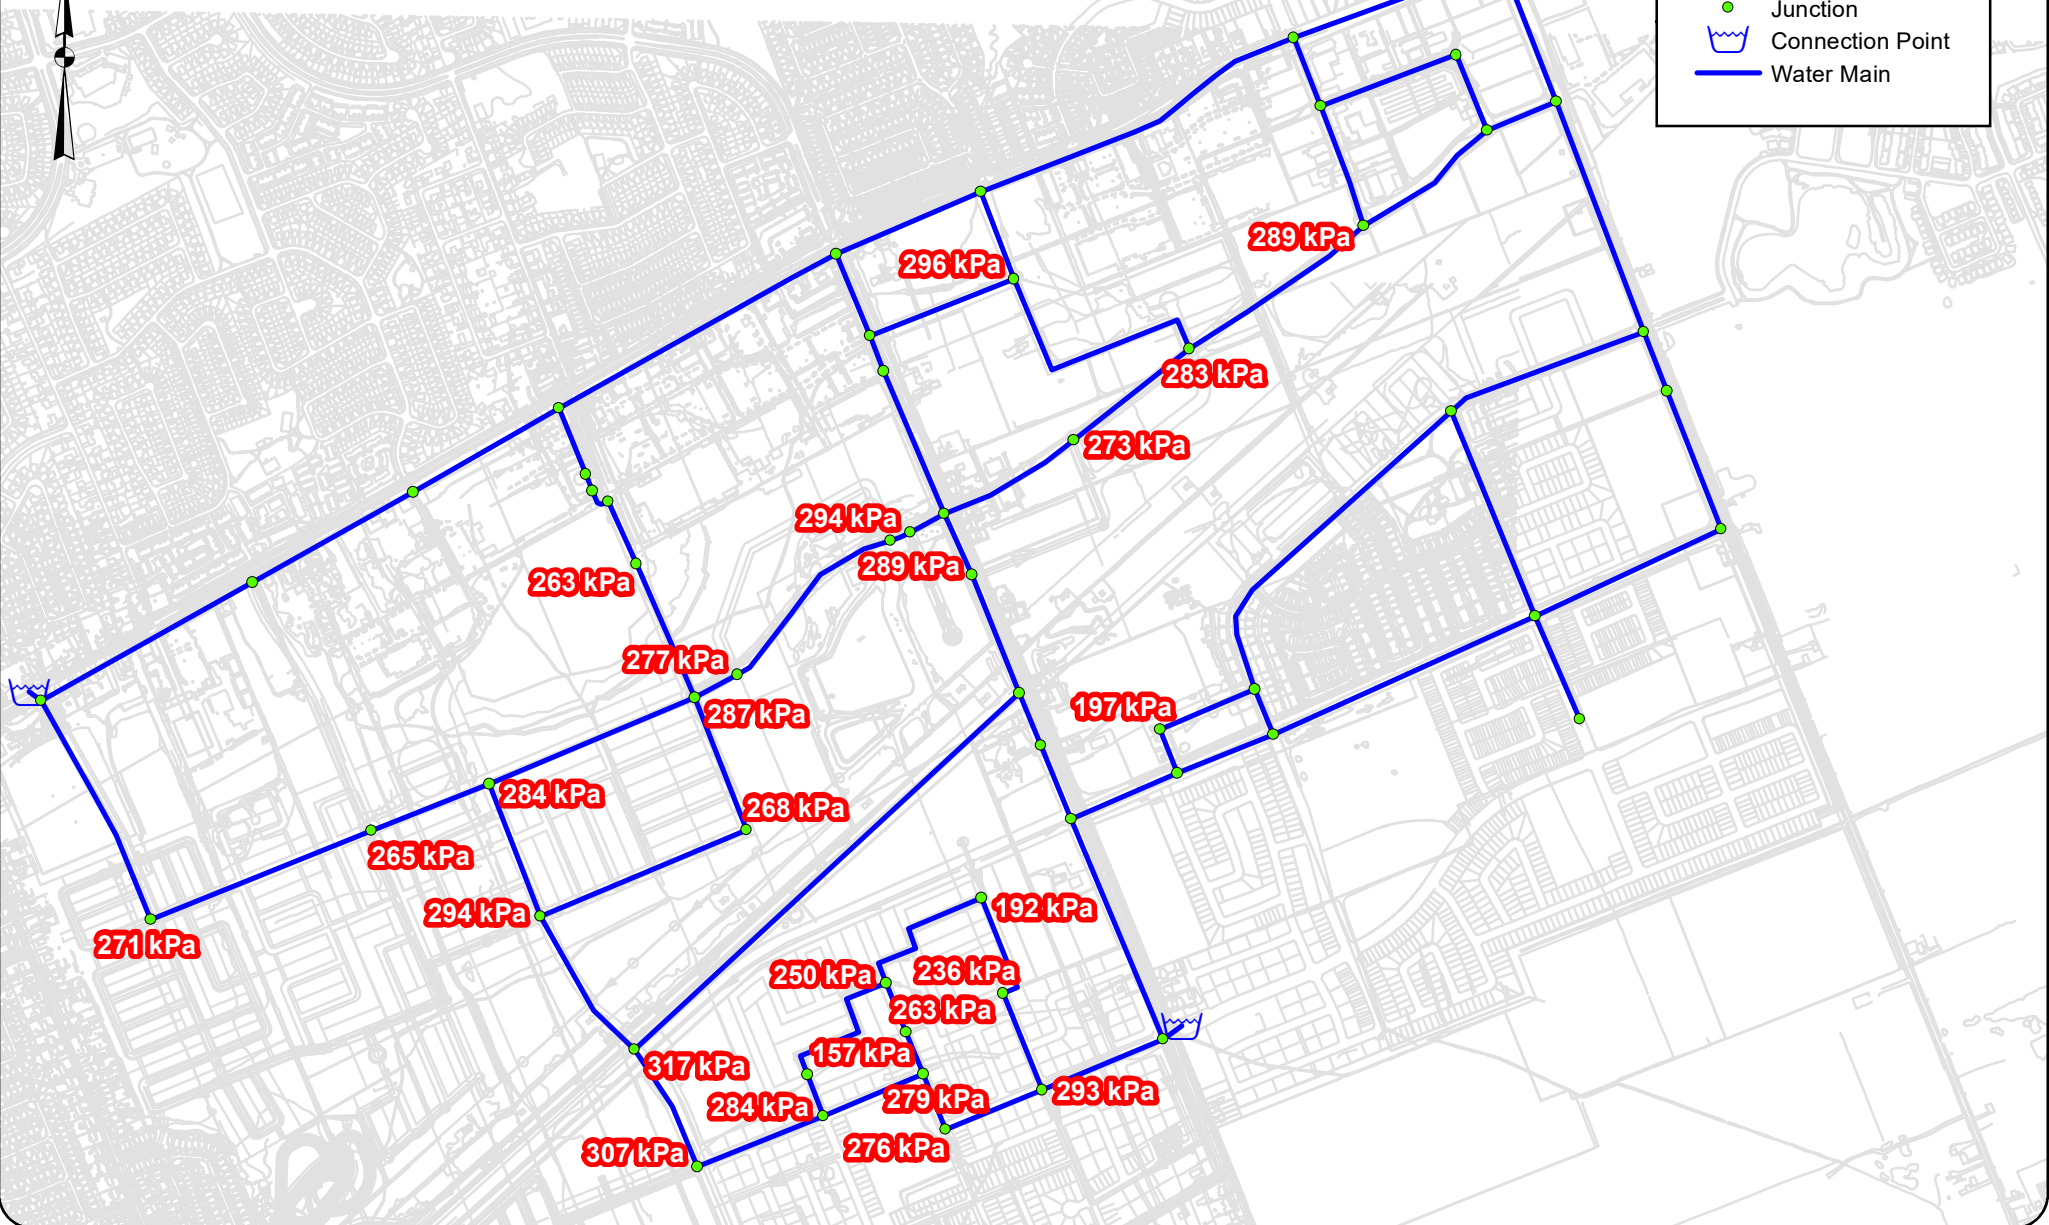 Junction
Connection Point
Water Main
289 kPa
296 kPa
283 kPa
273 kPa
294 kPa
289 kPa
263 kPa
277 kPa
287 kPa
197 kPa
284 kPa
268 kPa
265 kPa
294 kPa
192 kPa
271 kPa
250 kPa
236 kPa
263 kPa
157 kPa
317 kPa
293 kPa
279 kPa
284 kPa
276 kPa
307 kPa